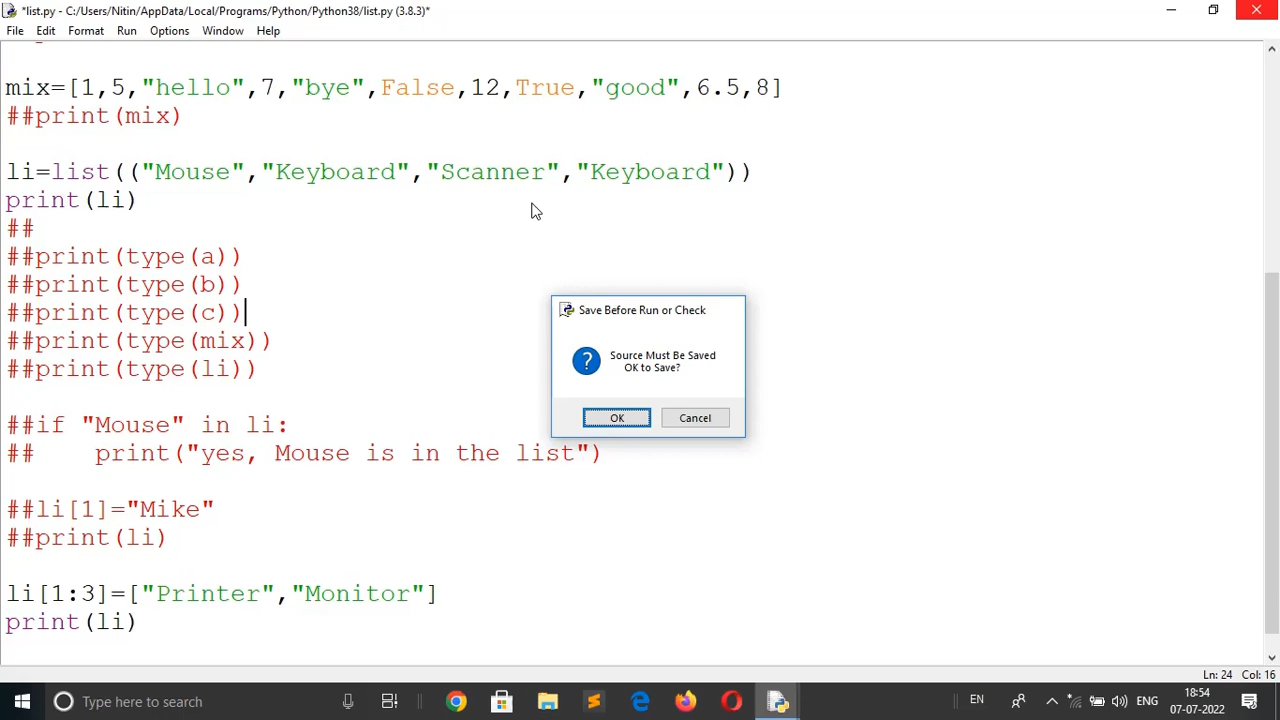 *list.py - C:/Users/Nitin/AppData/Local/Programs/Python/Python38/list.py (3.8.3)*
File Edit Format Run Options Window Help
mix=[1,5,"hello",7,"bye",False,12,True,"good",6.5,8]
##print(mix)
li=list(("Mouse","Keyboard","Scanner","Keyboard"))
print(li)
##
##print(type(a))
##print(type(b))
##print(type(c))
##print(type(mix))
##print(type(li))
##if "Mouse" in li:
##    print("yes, Mouse is in the list")
##li[1]="Mike"
##print(li)
li[1:3]=["Printer","Monitor"]
print(li)
Save Before Run or Check
Source Must Be Saved
OK to Save?
OK Cancel
Ln: 24 Col: 16
Type here to search
EN
ENG
18:54
07-07-2022